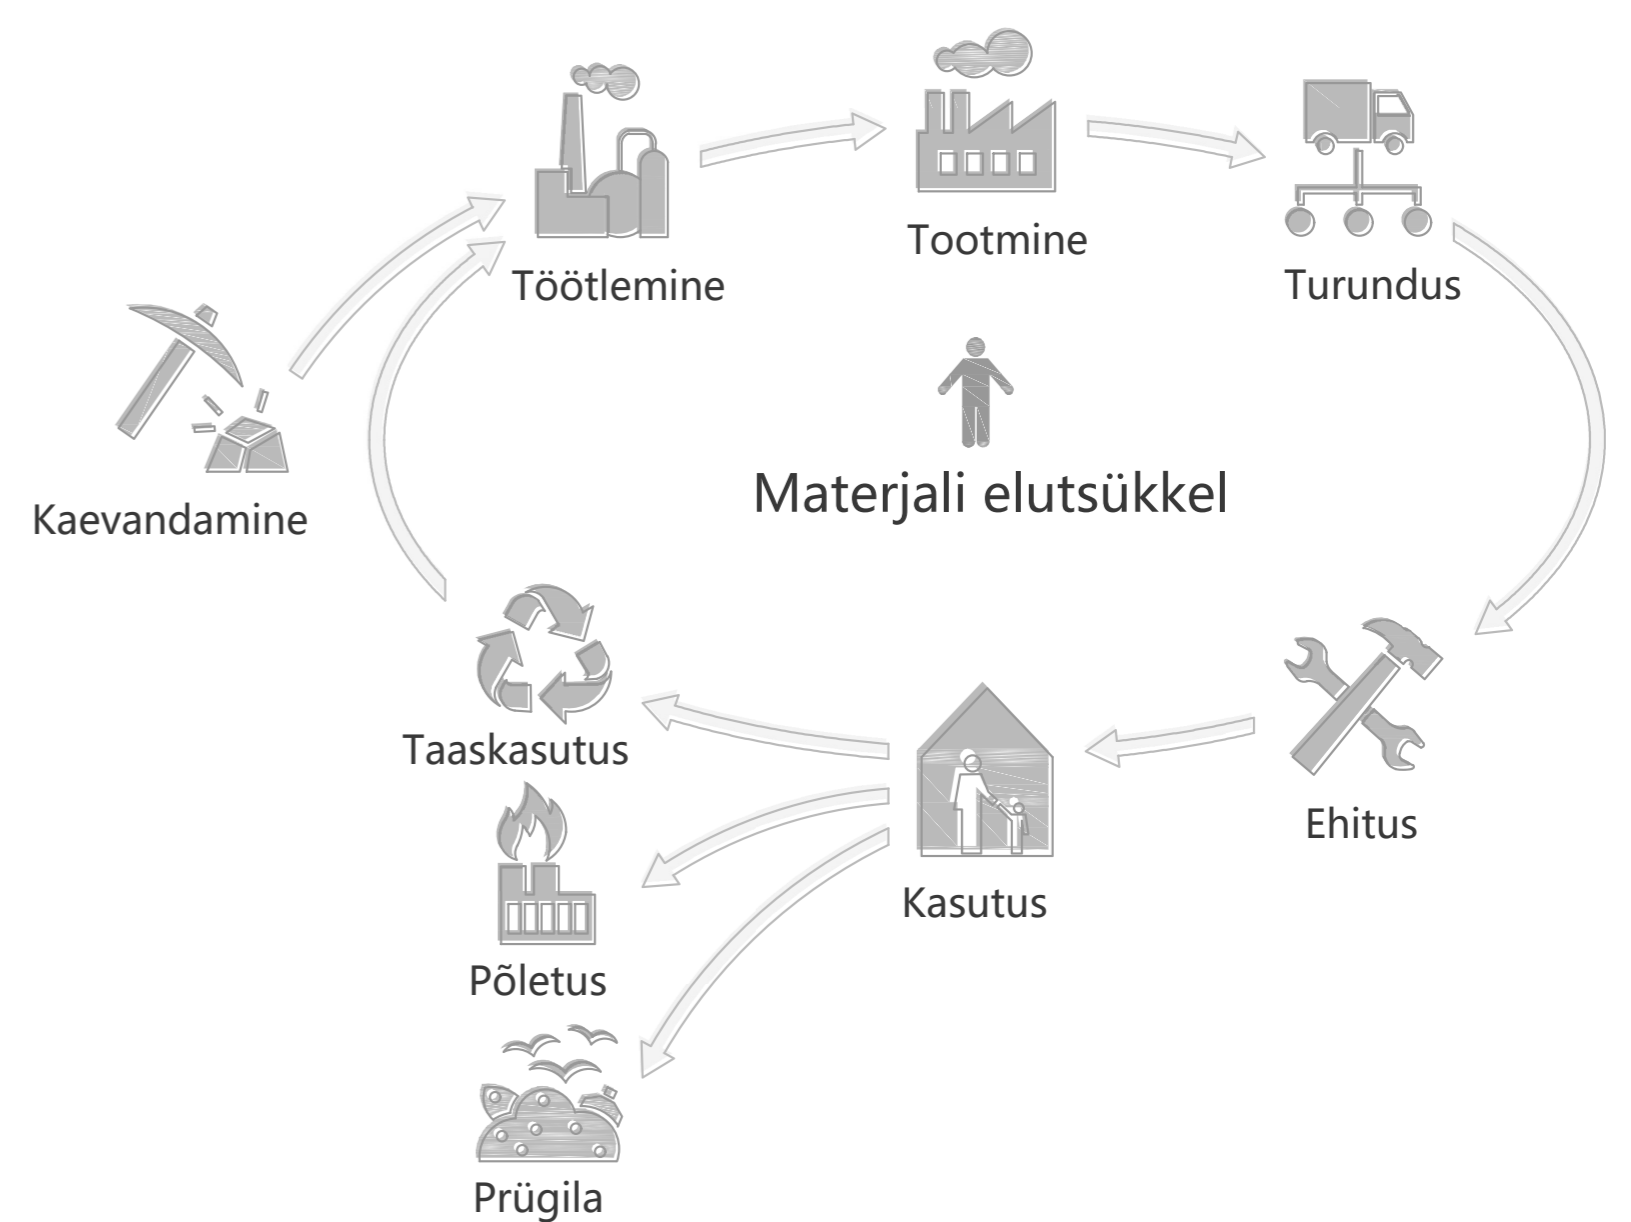 Tootmine
Töötlemine
Turundus
Materjali elutsükkel
Kaevandamine
Taaskasutus
Ehitus
Kasutus
Põletus
Prügila